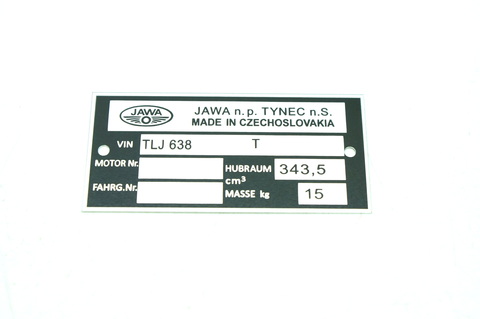 JAWA JAWA n.p. TYNEC n.S.
MADE IN CZECHOSLOVAKIA
VIN TLJ 638 T
MOTOR Nr. HUBRAUM 343,5
cm³
FAHRG.Nr. MASSE kg 15